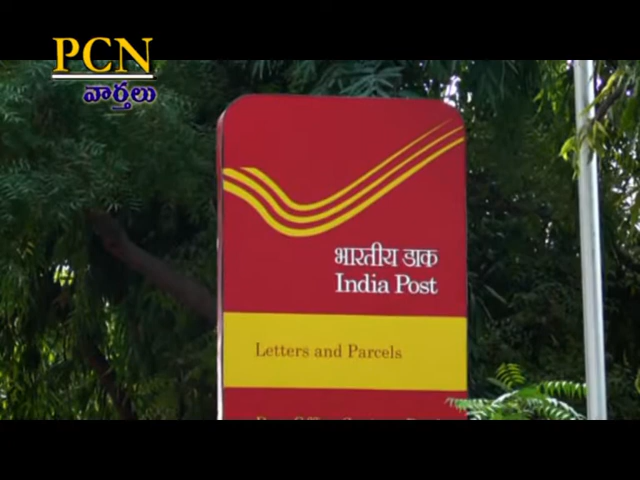 PCN
వార్తలు
भारतीय डाक
India Post
Letters and Parcels